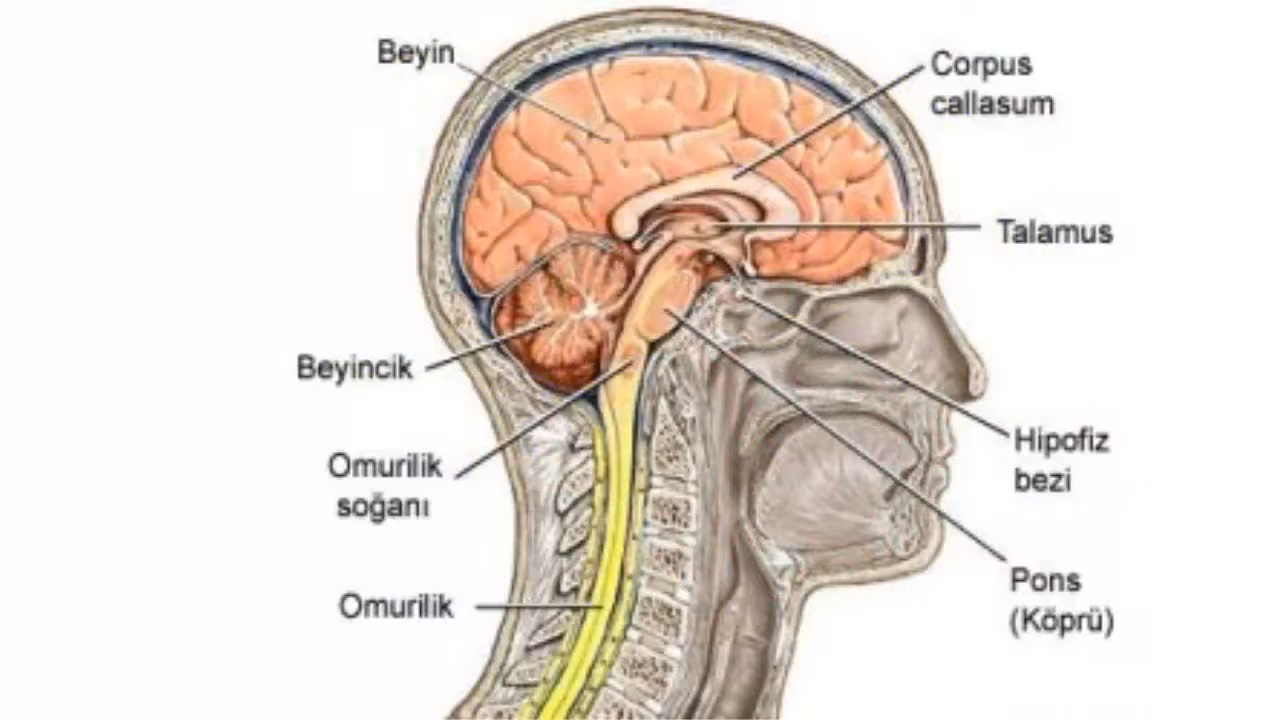 Beyin
Corpus
callasum
Talamus
Beyincik
Hipofiz
bezi
Omurilik
soğanı
Pons
(Köprü)
Omurilik